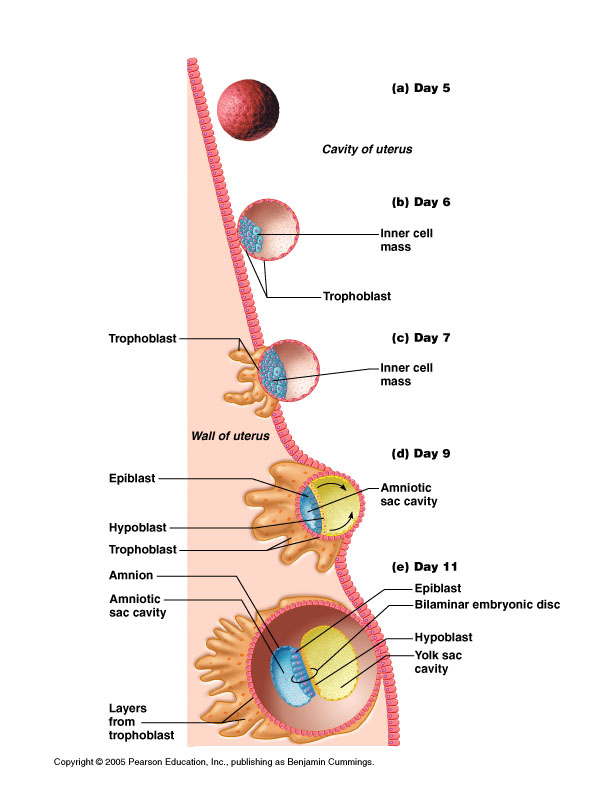 (a) Day 5
Cavity of uterus
(b) Day 6
Inner cell
mass
Trophoblast
(c) Day 7
Trophoblast
Inner cell
mass
Wall of uterus
(d) Day 9
Epiblast
Amniotic
sac cavity
Hypoblast
Trophoblast
(e) Day 11
Amnion
Epiblast
Amniotic
sac cavity
Bilaminar embryonic disc
Hypoblast
Yolk sac
cavity
Layers
from
trophoblast
Copyright © 2005 Pearson Education, Inc., publishing as Benjamin Cummings.